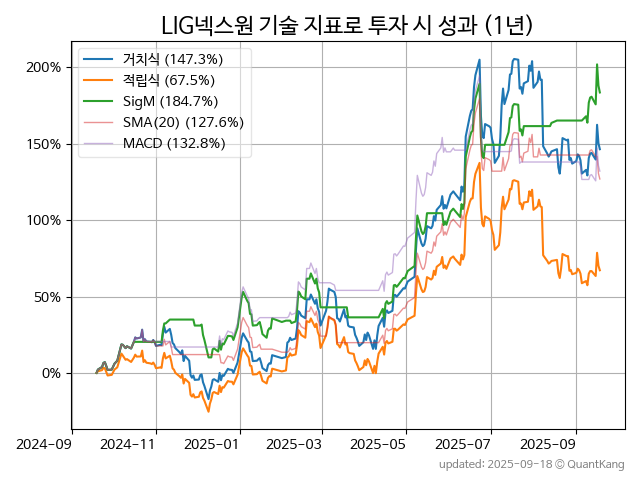 LIG넥스원 기술 지표로 투자 시 성과 (1년)
거치식 (147.3%)
적립식 (67.5%)
SigM (184.7%)
SMA(20) (127.6%)
MACD (132.8%)
200%
150%
100%
50%
0%
2024-09 2024-11 2025-01 2025-03 2025-05 2025-07 2025-09
updated: 2025-09-18 © QuantKang